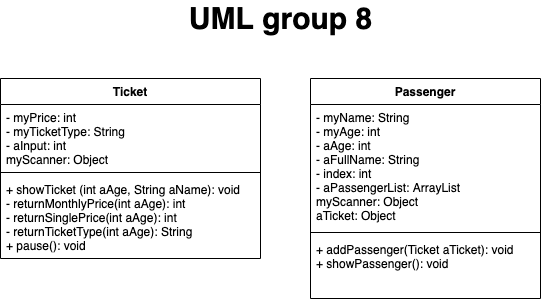 UML group 8
Ticket
- myPrice: int
- myTicketType: String
- aInput: int
myScanner: Object
+ showTicket (int aAge, String aName): void
- returnMonthlyPrice(int aAge): int
- returnSinglePrice(int aAge): int
- returnTicketType(int aAge): String
+ pause(): void
Passenger
- myName: String
- myAge: int
- aAge: int
- aFullName: String
- index: int
- aPassengerList: ArrayList
myScanner: Object
aTicket: Object
+ addPassenger(Ticket aTicket): void
+ showPassenger(): void